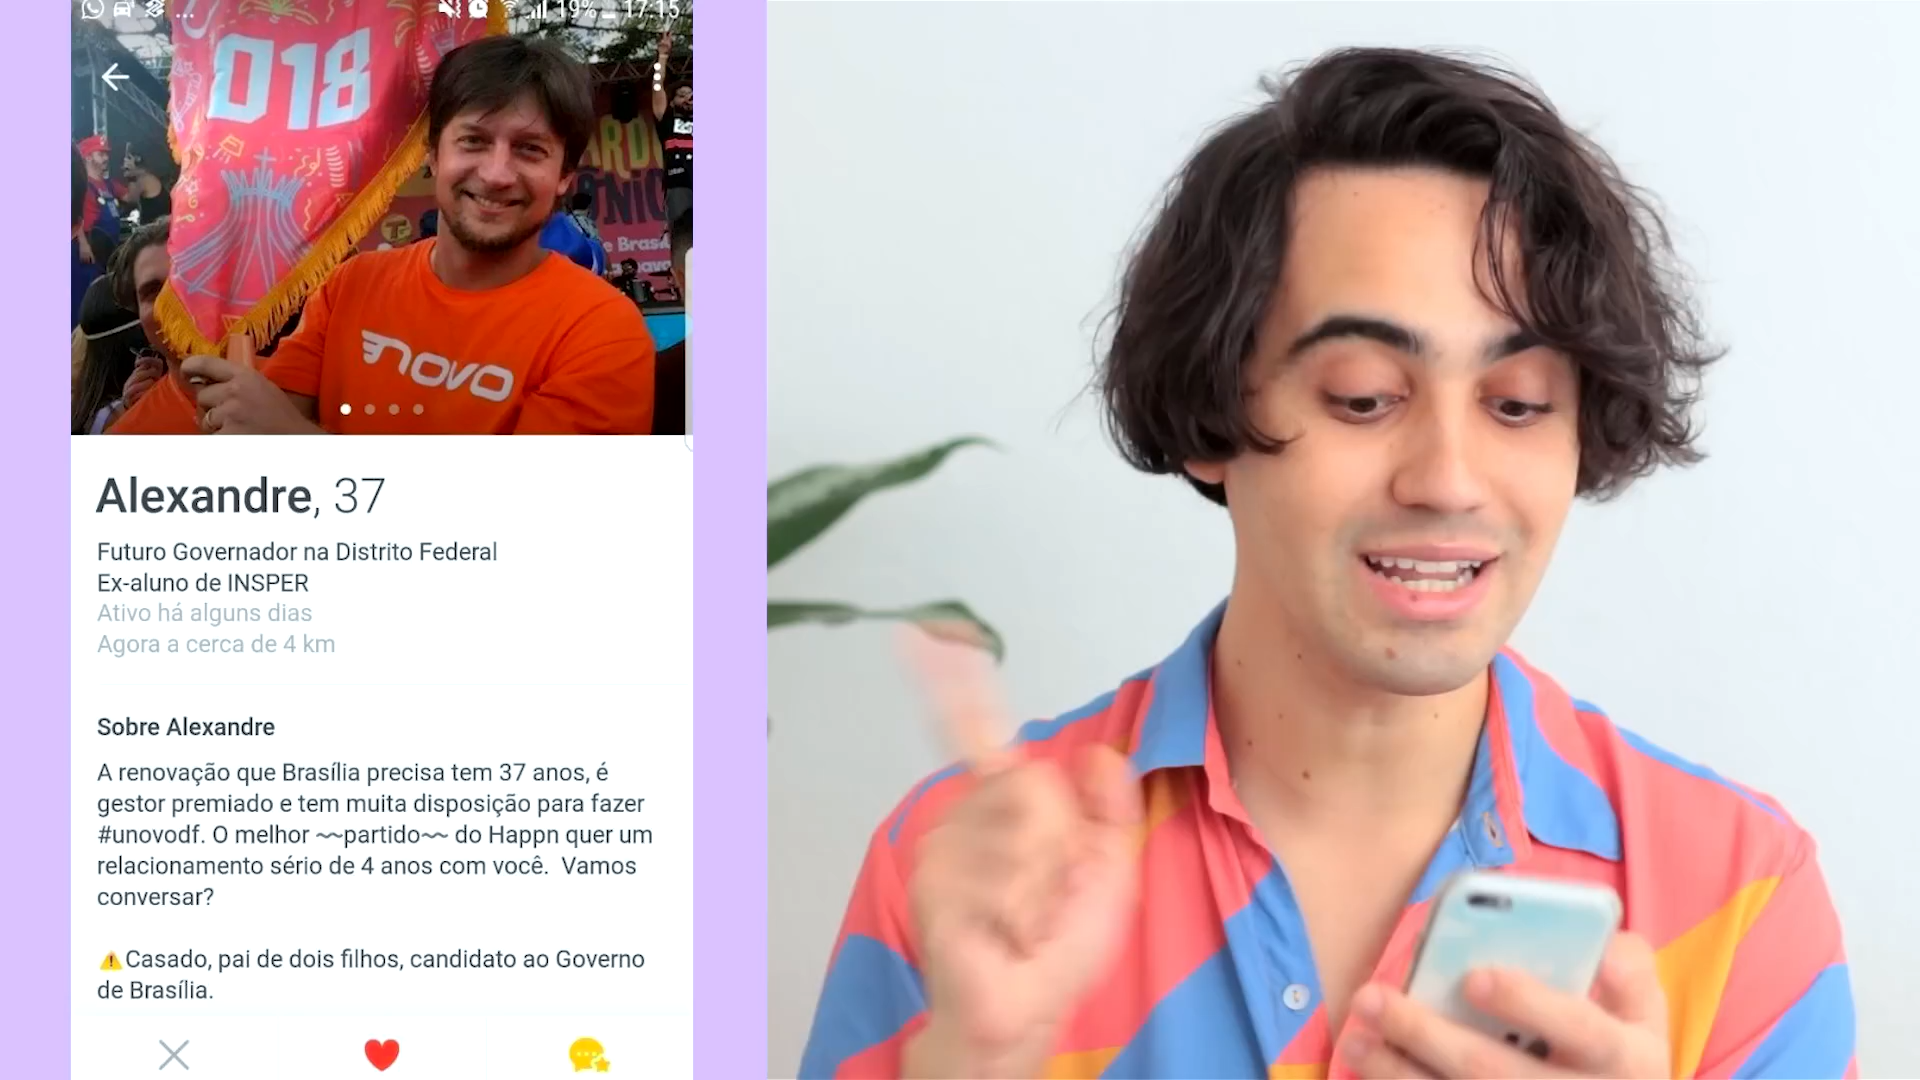 19% 17:15
018
novo
Alexandre, 37
Futuro Governador na Distrito Federal
Ex-aluno de INSPER
Ativo há alguns dias
Agora a cerca de 4 km
Sobre Alexandre
A renovação que Brasília precisa tem 37 anos, é
gestor premiado e tem muita disposição para fazer
#unovodf. O melhor ~~partido~~ do Happn quer um
relacionamento sério de 4 anos com você. Vamos
conversar?
⚠️Casado, pai de dois filhos, candidato ao Governo
de Brasília.